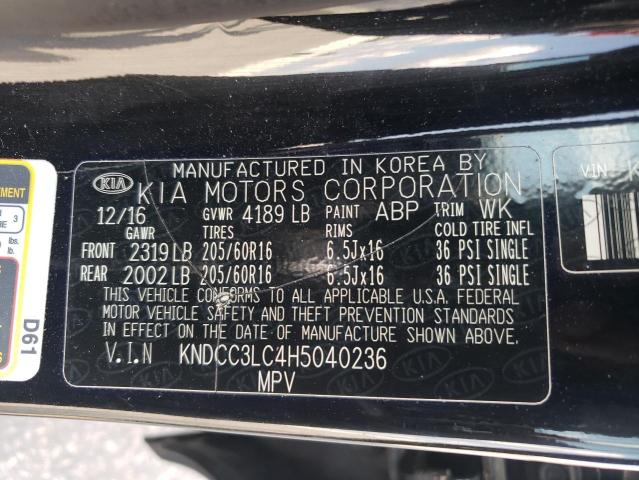 MANUFACTURED IN KOREA BY
KIA KIA MOTORS CORPORATION
12/16 GVWR 4189 LB PAINT ABP TRIM WK
GAWR TIRES RIMS COLD TIRE INFL
FRONT 2319 LB 205/60R16 6.5Jx16 36 PSI SINGLE
REAR 2002 LB 205/60R16 6.5Jx16 36 PSI SINGLE
THIS VEHICLE CONFORMS TO ALL APPLICABLE U.S.A. FEDERAL
MOTOR VEHICLE SAFETY AND THEFT PREVENTION STANDARDS
IN EFFECT ON THE DATE OF MANUFACTURE SHOWN ABOVE.
V.I.N KNDCC3LC4H5040236
MPV
D61
VIN K
3